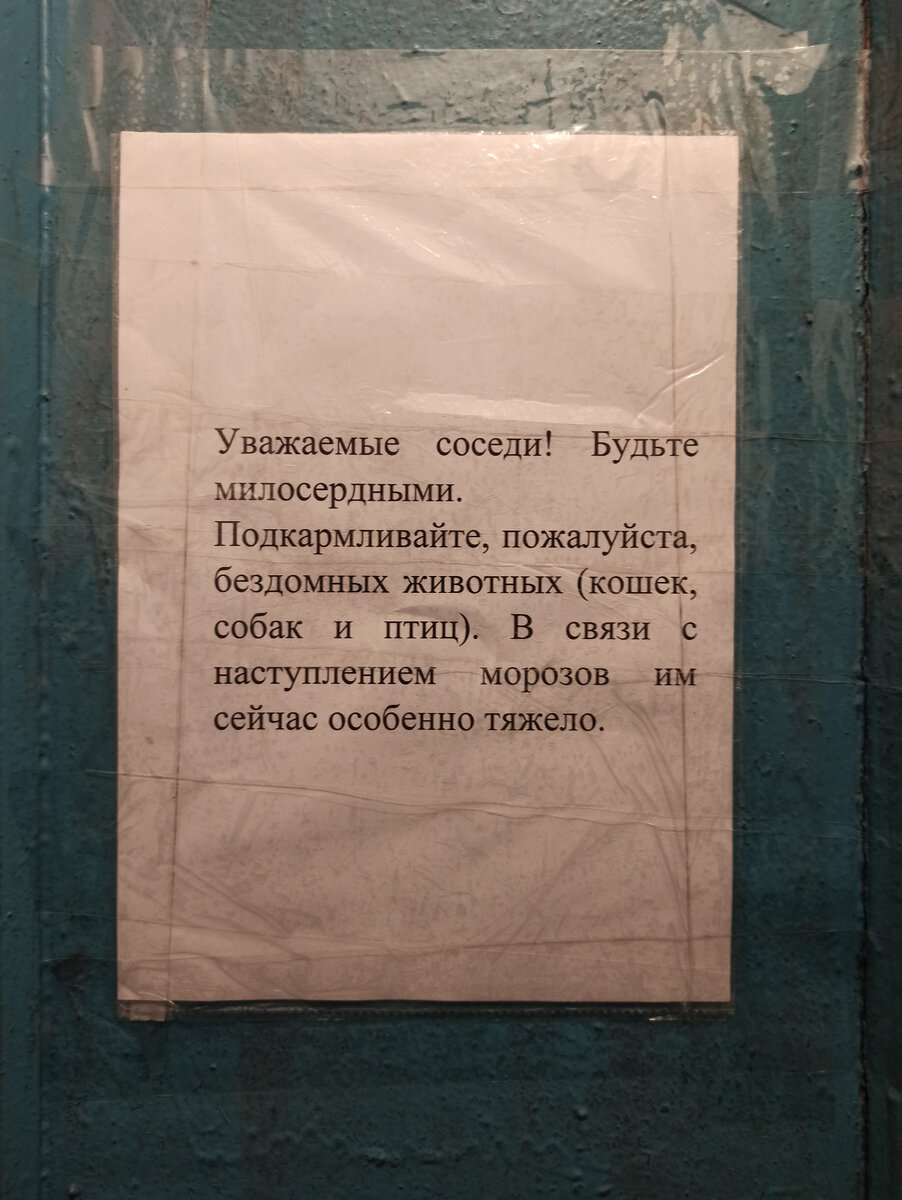 Уважаемые соседи! Будьте
милосердными.
Подкармливайте, пожалуйста,
бездомных животных (кошек,
собак и птиц). В связи с
наступлением морозов им
сейчас особенно тяжело.